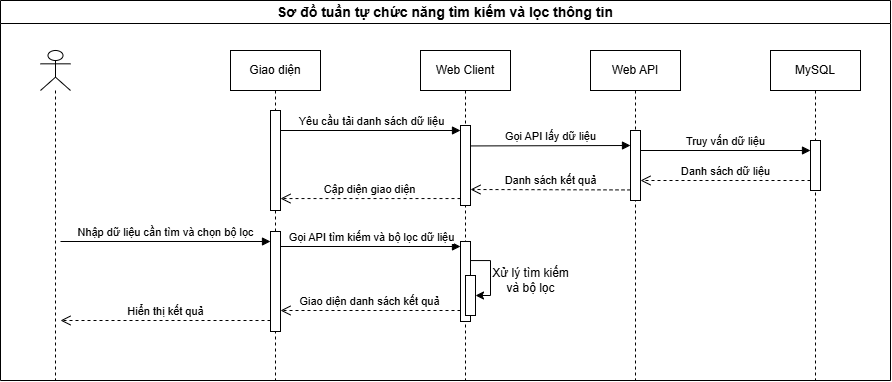 Sơ đồ tuần tự chức năng tìm kiếm và lọc thông tin
Giao diện
Web Client
Web API
MySQL
Yêu cầu tải danh sách dữ liệu
Gọi API lấy dữ liệu
Truy vấn dữ liệu
Danh sách dữ liệu
Danh sách kết quả
Cập diện giao diện
Nhập dữ liệu cần tìm và chọn bộ lọc
Gọi API tìm kiếm và bộ lọc dữ liệu
Xử lý tìm kiếm
và bộ lọc
Giao diện danh sách kết quả
Hiển thị kết quả